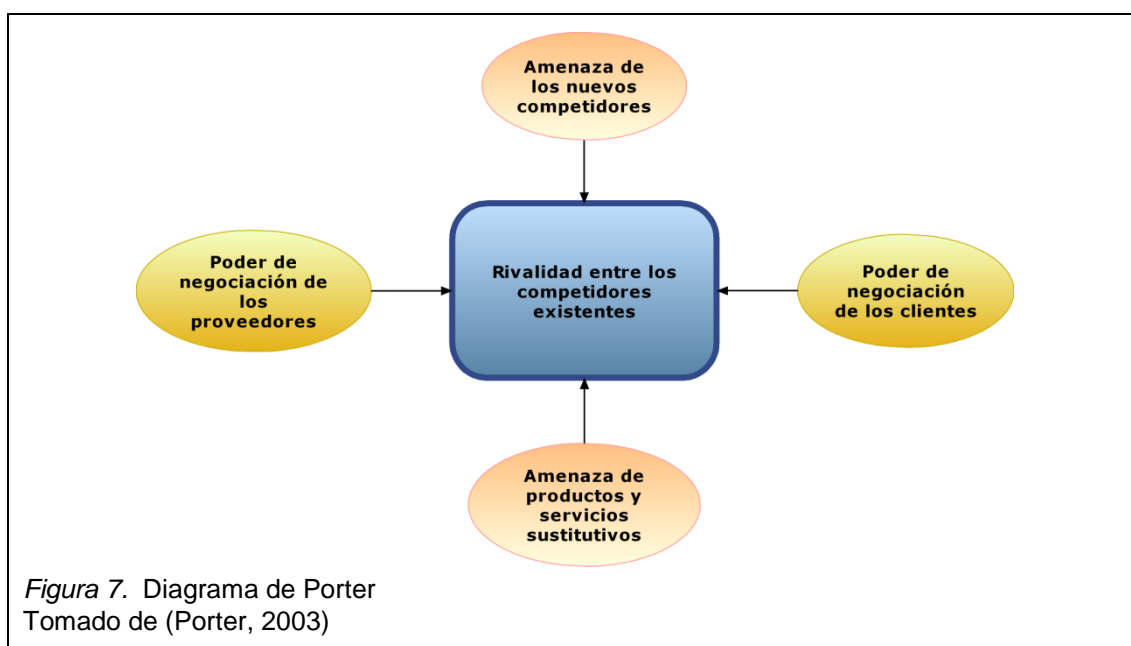 Amenaza de
los nuevos
competidores
Poder de
negociación de
los
proveedores
Rivalidad entre los
competidores
existentes
Poder de
negociación
de los clientes
Amenaza de
productos y
servicios
sustitutivos
Figura 7. Diagrama de Porter
Tomado de (Porter, 2003)